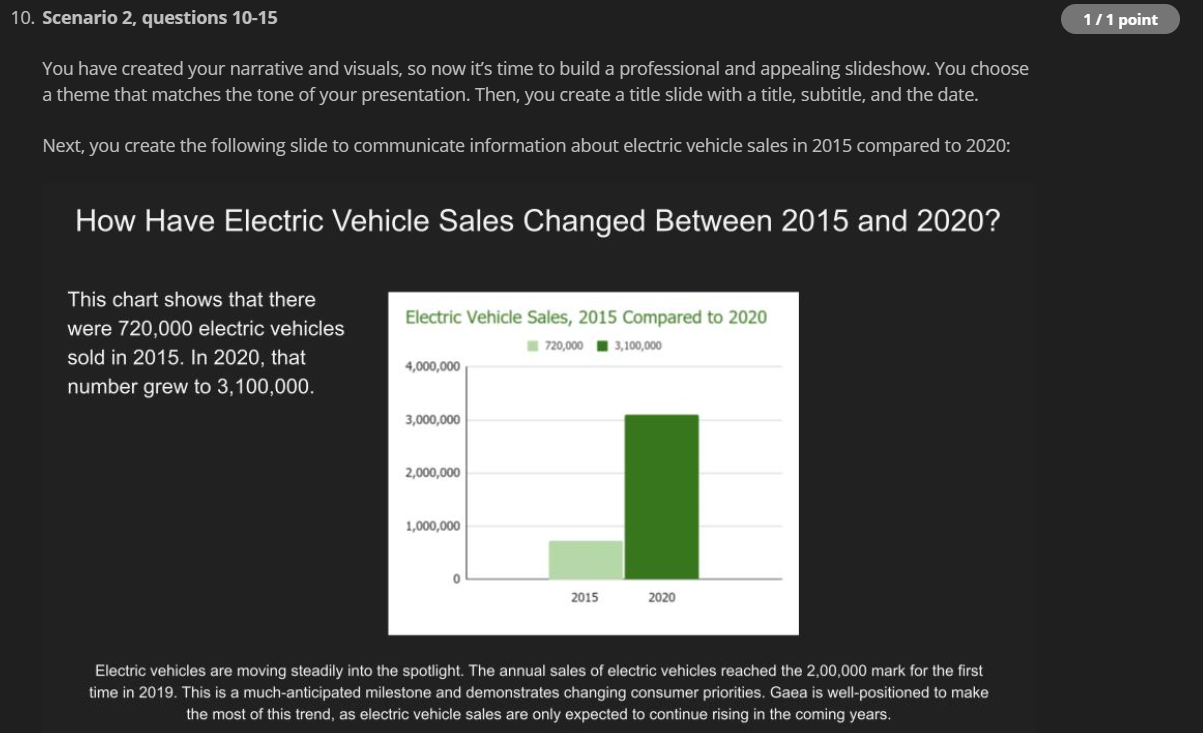 10. Scenario 2, questions 10-15
1 / 1 point
You have created your narrative and visuals, so now it's time to build a professional and appealing slideshow. You choose
a theme that matches the tone of your presentation. Then, you create a title slide with a title, subtitle, and the date.
Next, you create the following slide to communicate information about electric vehicle sales in 2015 compared to 2020:
How Have Electric Vehicle Sales Changed Between 2015 and 2020?
This chart shows that there
were 720,000 electric vehicles
sold in 2015. In 2020, that
number grew to 3,100,000.
Electric Vehicle Sales, 2015 Compared to 2020
720,000 3,100,000
4,000,000
3,000,000
2,000,000
1,000,000
0
2015 2020
Electric vehicles are moving steadily into the spotlight. The annual sales of electric vehicles reached the 2,00,000 mark for the first
time in 2019. This is a much-anticipated milestone and demonstrates changing consumer priorities. Gaea is well-positioned to make
the most of this trend, as electric vehicle sales are only expected to continue rising in the coming years.